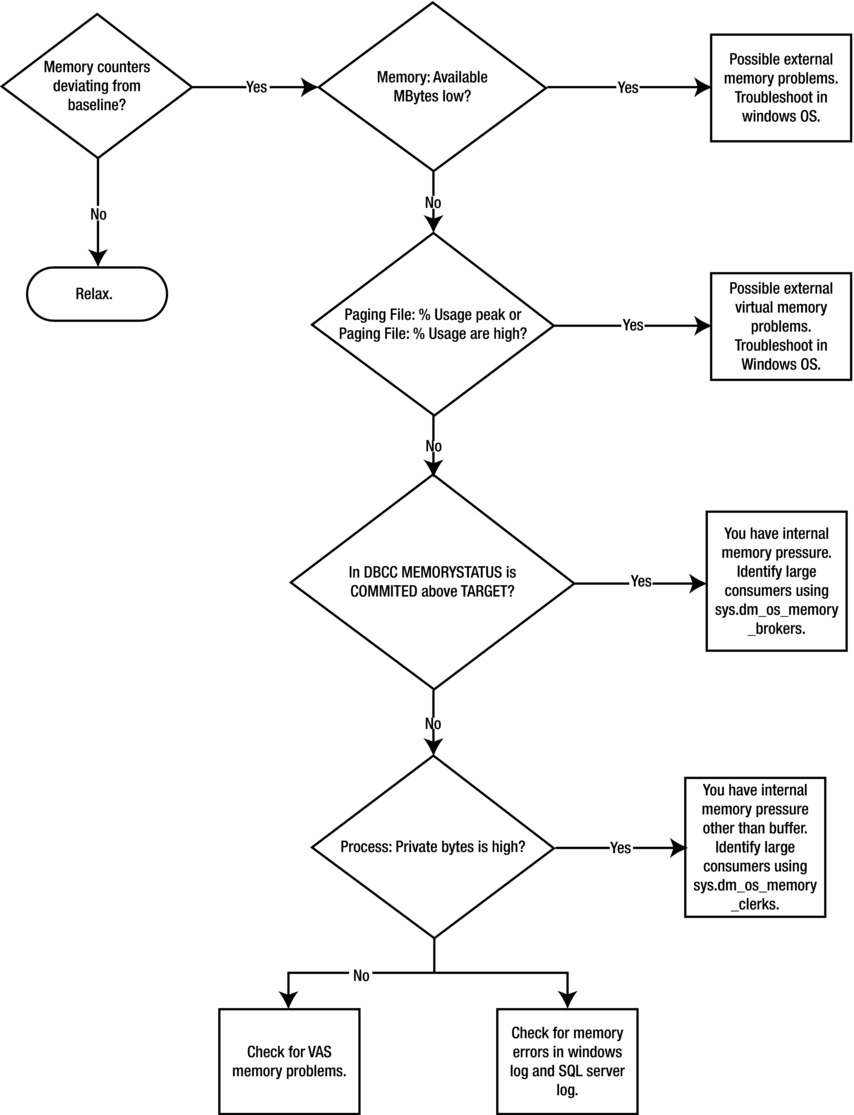 Memory counters
deviating from
baseline?
Yes
Memory: Available
MBytes low?
Yes
Possible external
memory problems.
Troubleshoot in
windows OS.
No
Relax.
No
Paging File: % Usage peak or
Paging File: % Usage are high?
Yes
Possible external
virtual memory
problems.
Troubleshoot in
Windows OS.
No
In DBCC MEMORYSTATUS is
COMMITED above TARGET?
Yes
You have internal
memory pressure.
Identify large
consumers using
sys.dm_os_memory
_brokers.
No
Process: Private bytes is high?
Yes
You have internal
memory pressure
other than buffer.
Identify large
consumers using
sys.dm_os_memory
_clerks.
No
Check for VAS
memory problems.
Check for memory
errors in windows
log and SQL server
log.